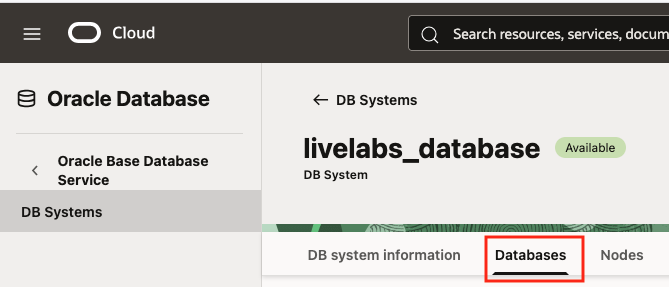 Cloud
Search resources, services, docum
Oracle Database
Oracle Base Database
Service
DB Systems
DB Systems
livelabs_database
Available
DB System
DB system information
Databases
Nodes